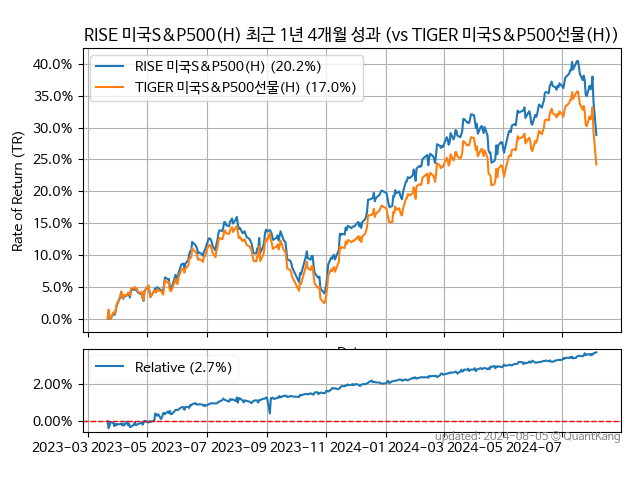 RISE 미국S&P500(H) 최근 1년 4개월 성과 (vs TIGER 미국S&P500선물(H))
RISE 미국S&P500(H) (20.2%)
TIGER 미국S&P500선물(H) (17.0%)
Rate of Return (TR)
40.0%
35.0%
30.0%
25.0%
20.0%
15.0%
10.0%
5.0%
0.0%
Relative (2.7%)
2.00%
0.00%
updated: 2024-08-05 © QuantKang
2023-03 2023-05 2023-07 2023-09 2023-11 2024-01 2024-03 2024-05 2024-07